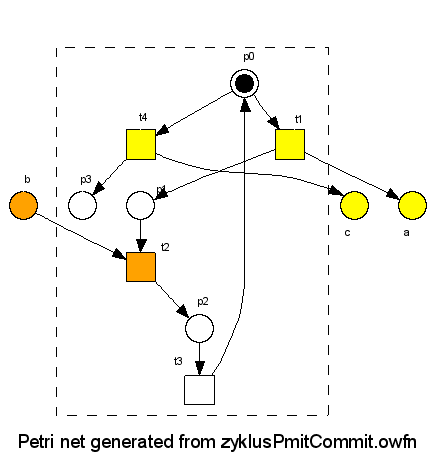 p0
t4
t1
b
p3
p1
c
a
t2
p2
t3
Petri net generated from zyklusPmitCommit.owfn